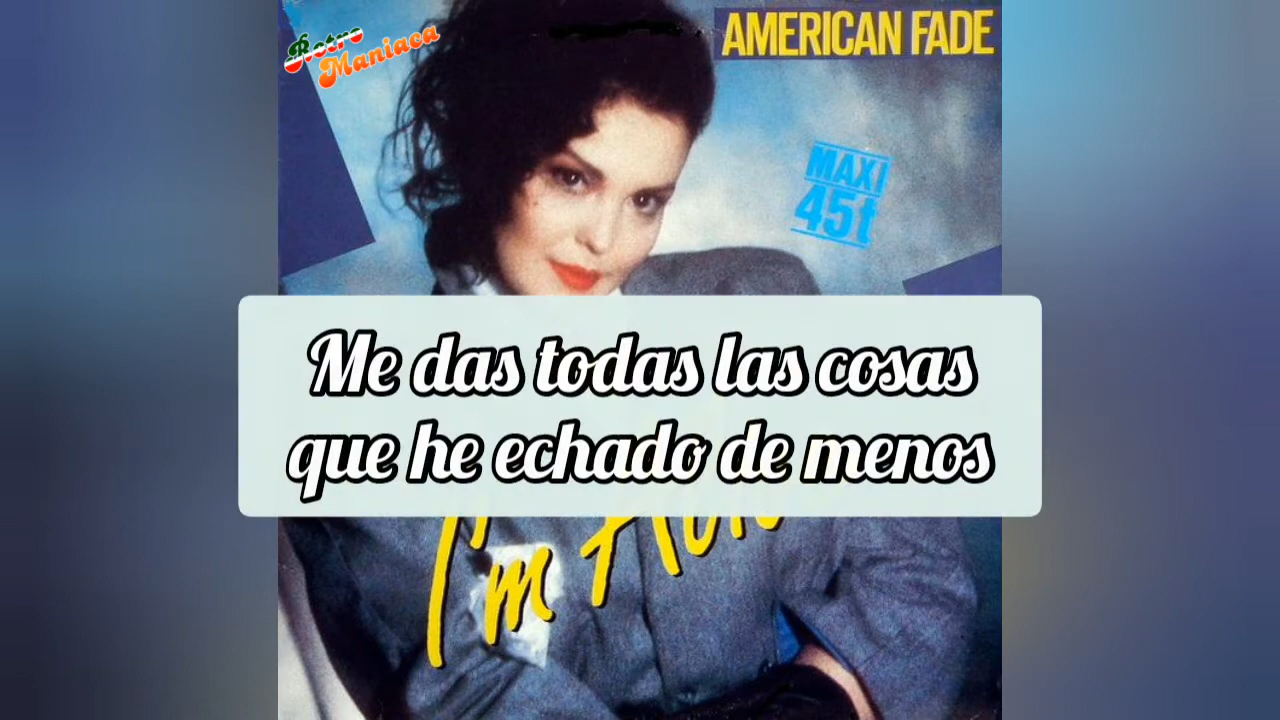 Retro
Maniaca
AMERICAN FADE
MAXI
45t
Me das todas las cosas
que he echado de menos
I'm